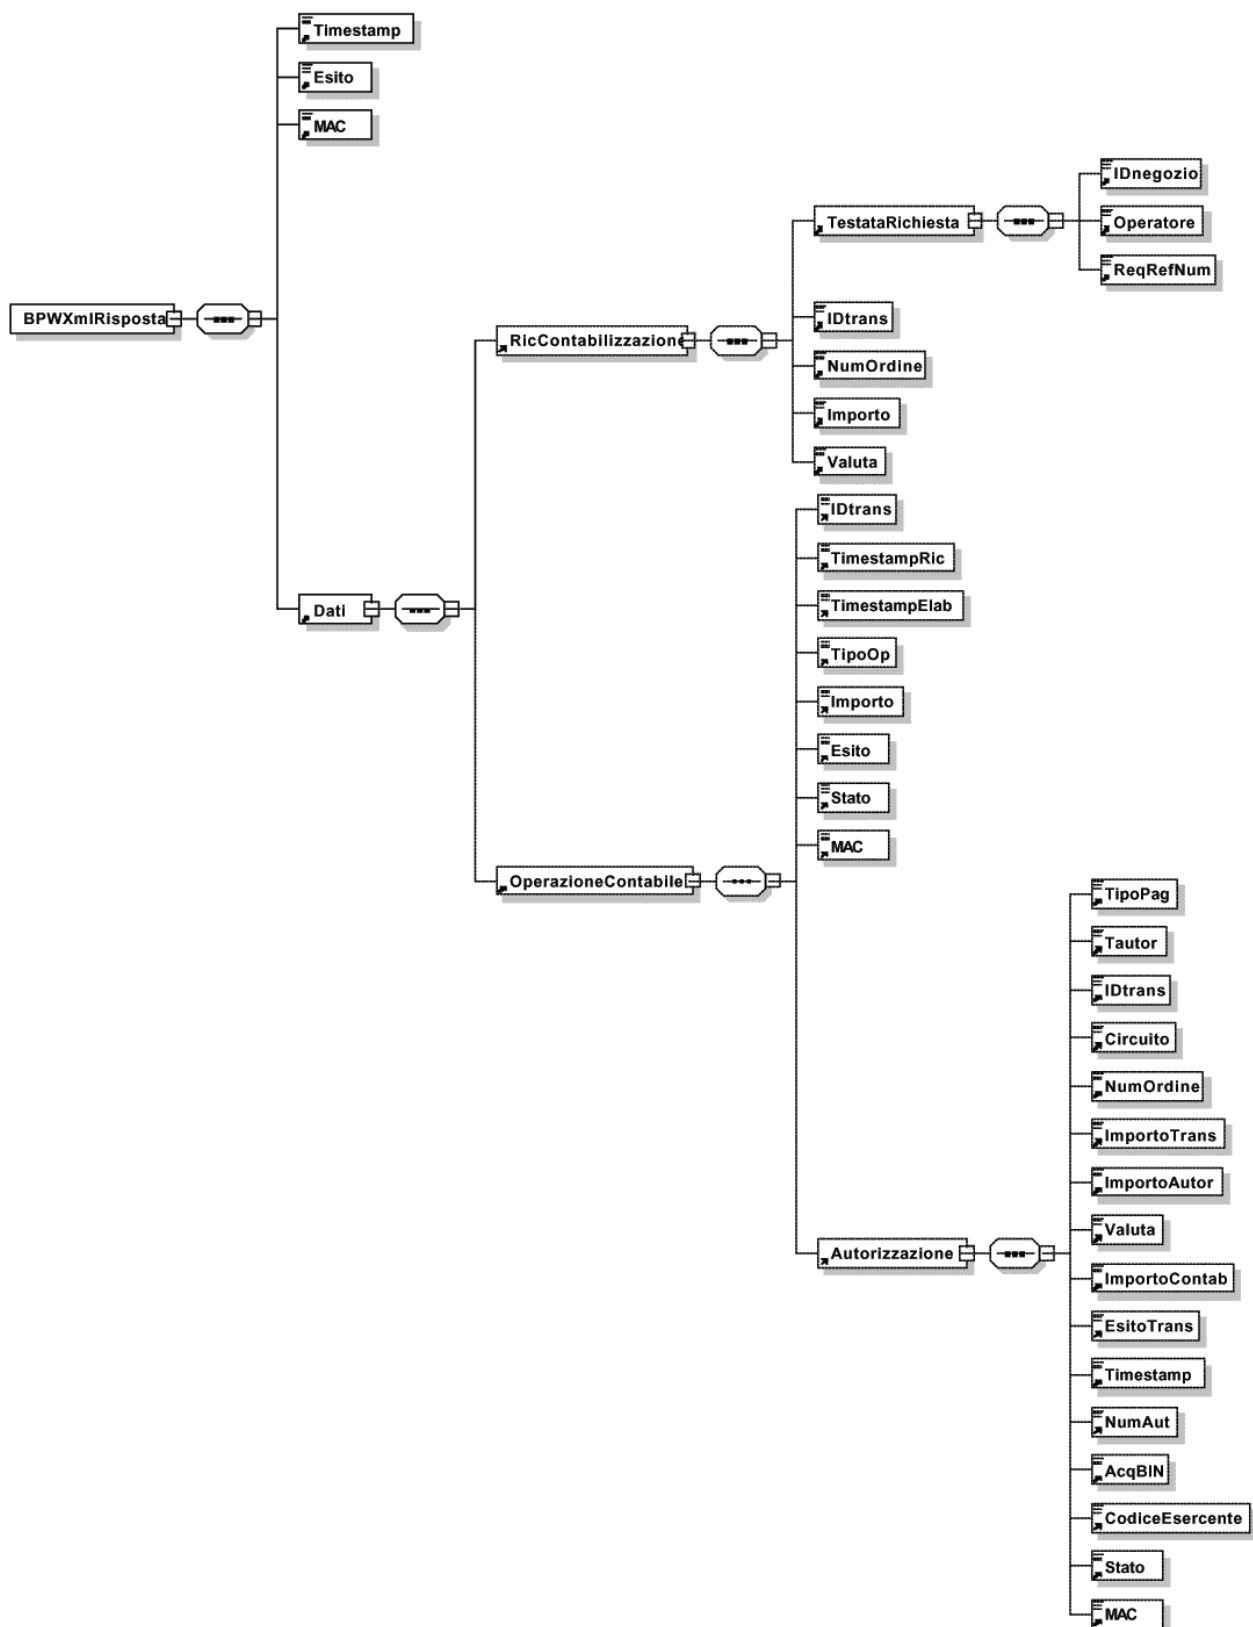 Timestamp
Esito
MAC
BPWXmlRisposta
Dati
RicContabilizzazione
TestataRichiesta
IDnegozio
Operatore
ReqRefNum
IDtrans
NumOrdine
Importo
Valuta
OperazioneContabile
IDtrans
TimestampRic
TimestampElab
TipoOp
Importo
Esito
Stato
MAC
Autorizzazione
TipoPag
Tautor
IDtrans
Circuito
NumOrdine
ImportoTrans
ImportoAutor
Valuta
ImportoContab
EsitoTrans
Timestamp
NumAut
AcqBIN
CodiceEsercente
Stato
MAC